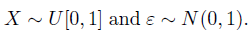 X ∼ U[0, 1] and ε ∼ N(0, 1).